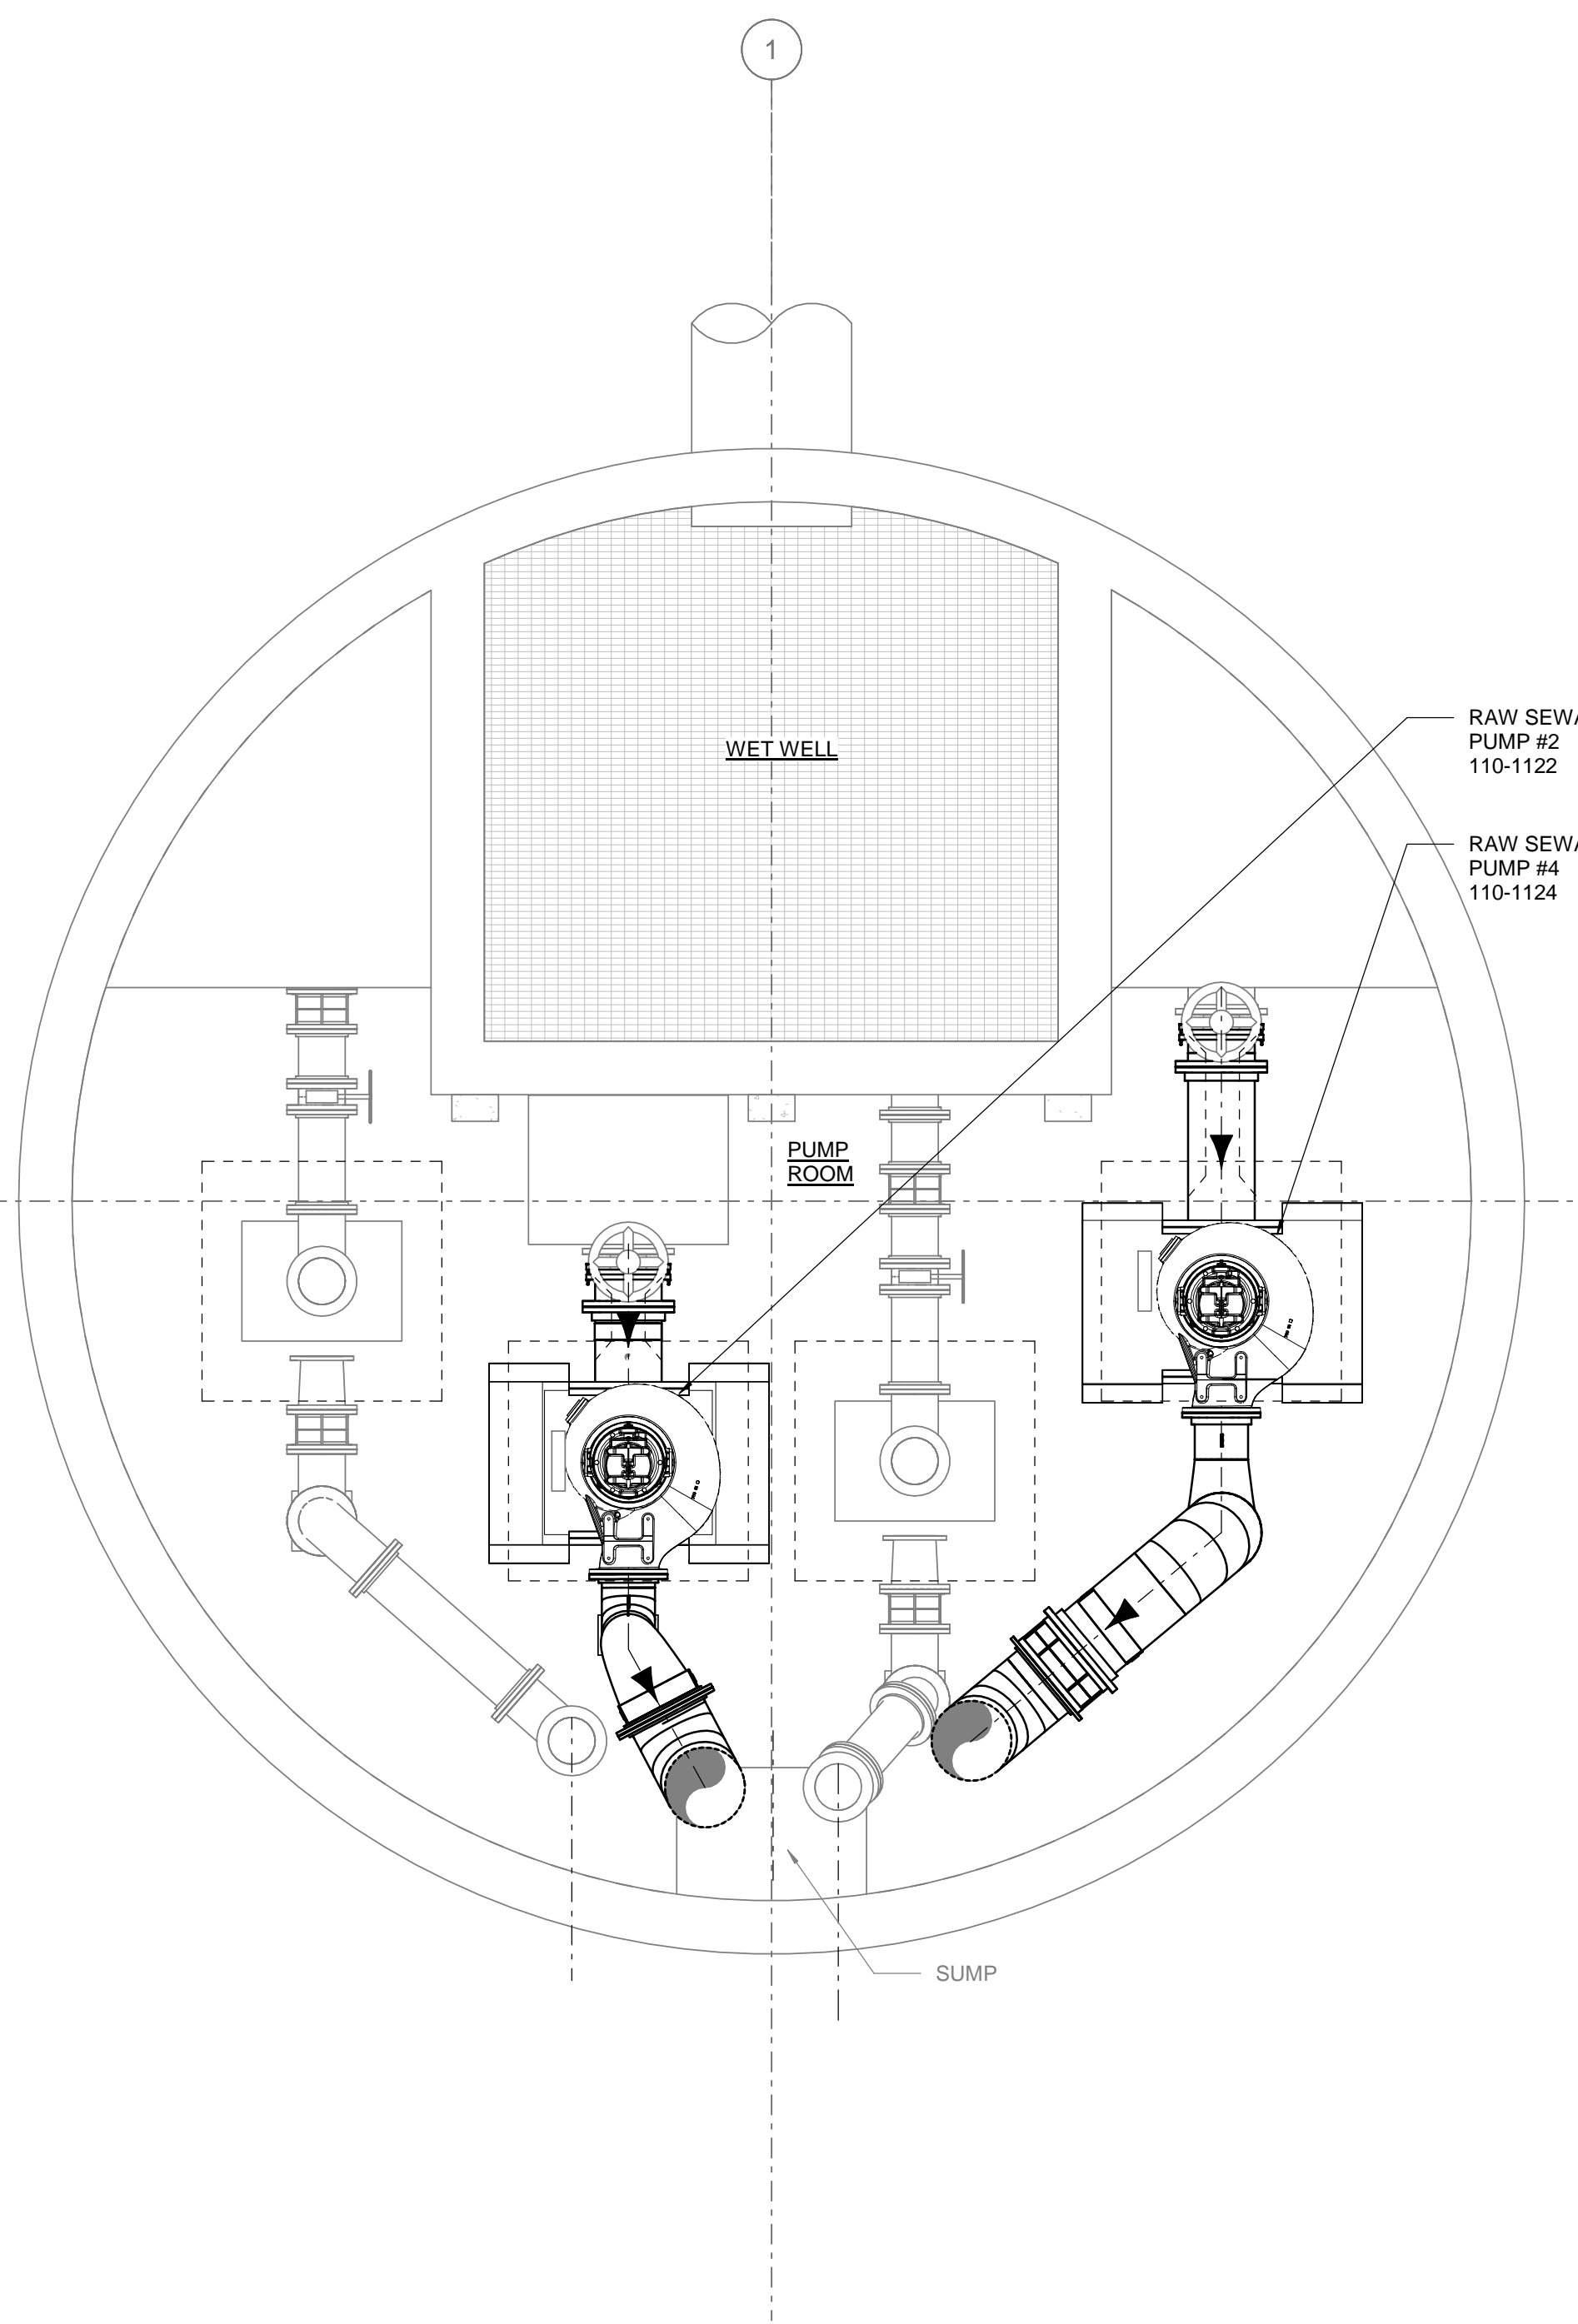 1
RAW SEWA
PUMP #2
110-1122
WET WELL
RAW SEWA
PUMP #4
110-1124
PUMP
ROOM
SUMP